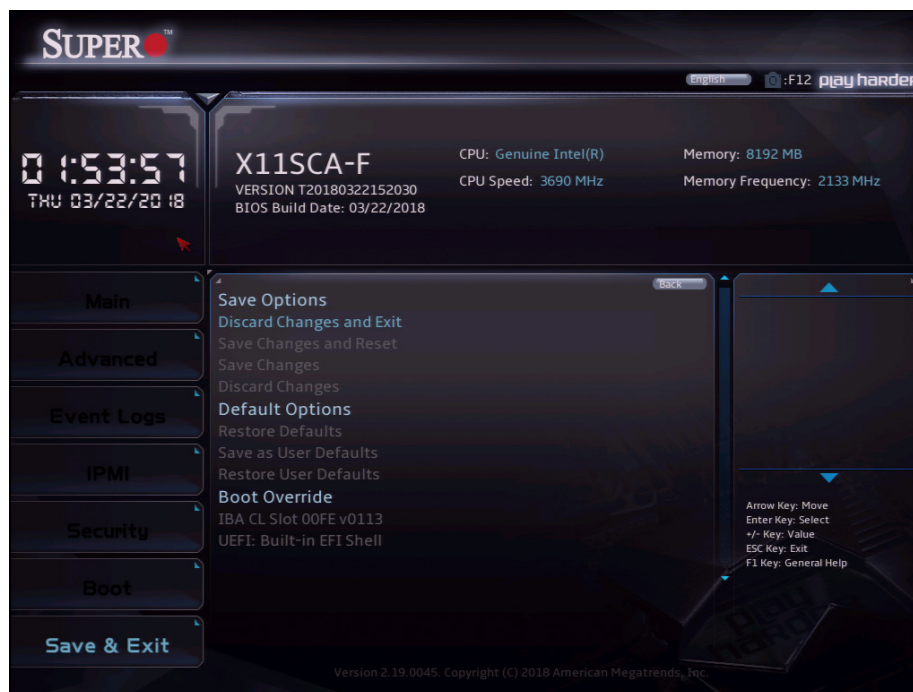 SUPER™
English :F12 play harder
01:53:57
THU 03/22/2018
X11SCA-F
VERSION T20180322152030
BIOS Build Date: 03/22/2018
CPU: Genuine Intel(R)
CPU Speed: 3690 MHz
Memory: 8192 MB
Memory Frequency: 2133 MHz
Main
Advanced
Event Logs
IPMI
Security
Boot
Save & Exit
Back
Save Options
Discard Changes and Exit
Save Changes and Reset
Save Changes
Discard Changes
Default Options
Restore Defaults
Save as User Defaults
Restore User Defaults
Boot Override
IBA CL Slot 00FE v0113
UEFI: Built-in EFI Shell
Arrow Key: Move
Enter Key: Select
+/- Key: Value
ESC Key: Exit
F1 Key: General Help
play
harder
Version 2.19.0045. Copyright (C) 2018 American Megatrends, Inc.